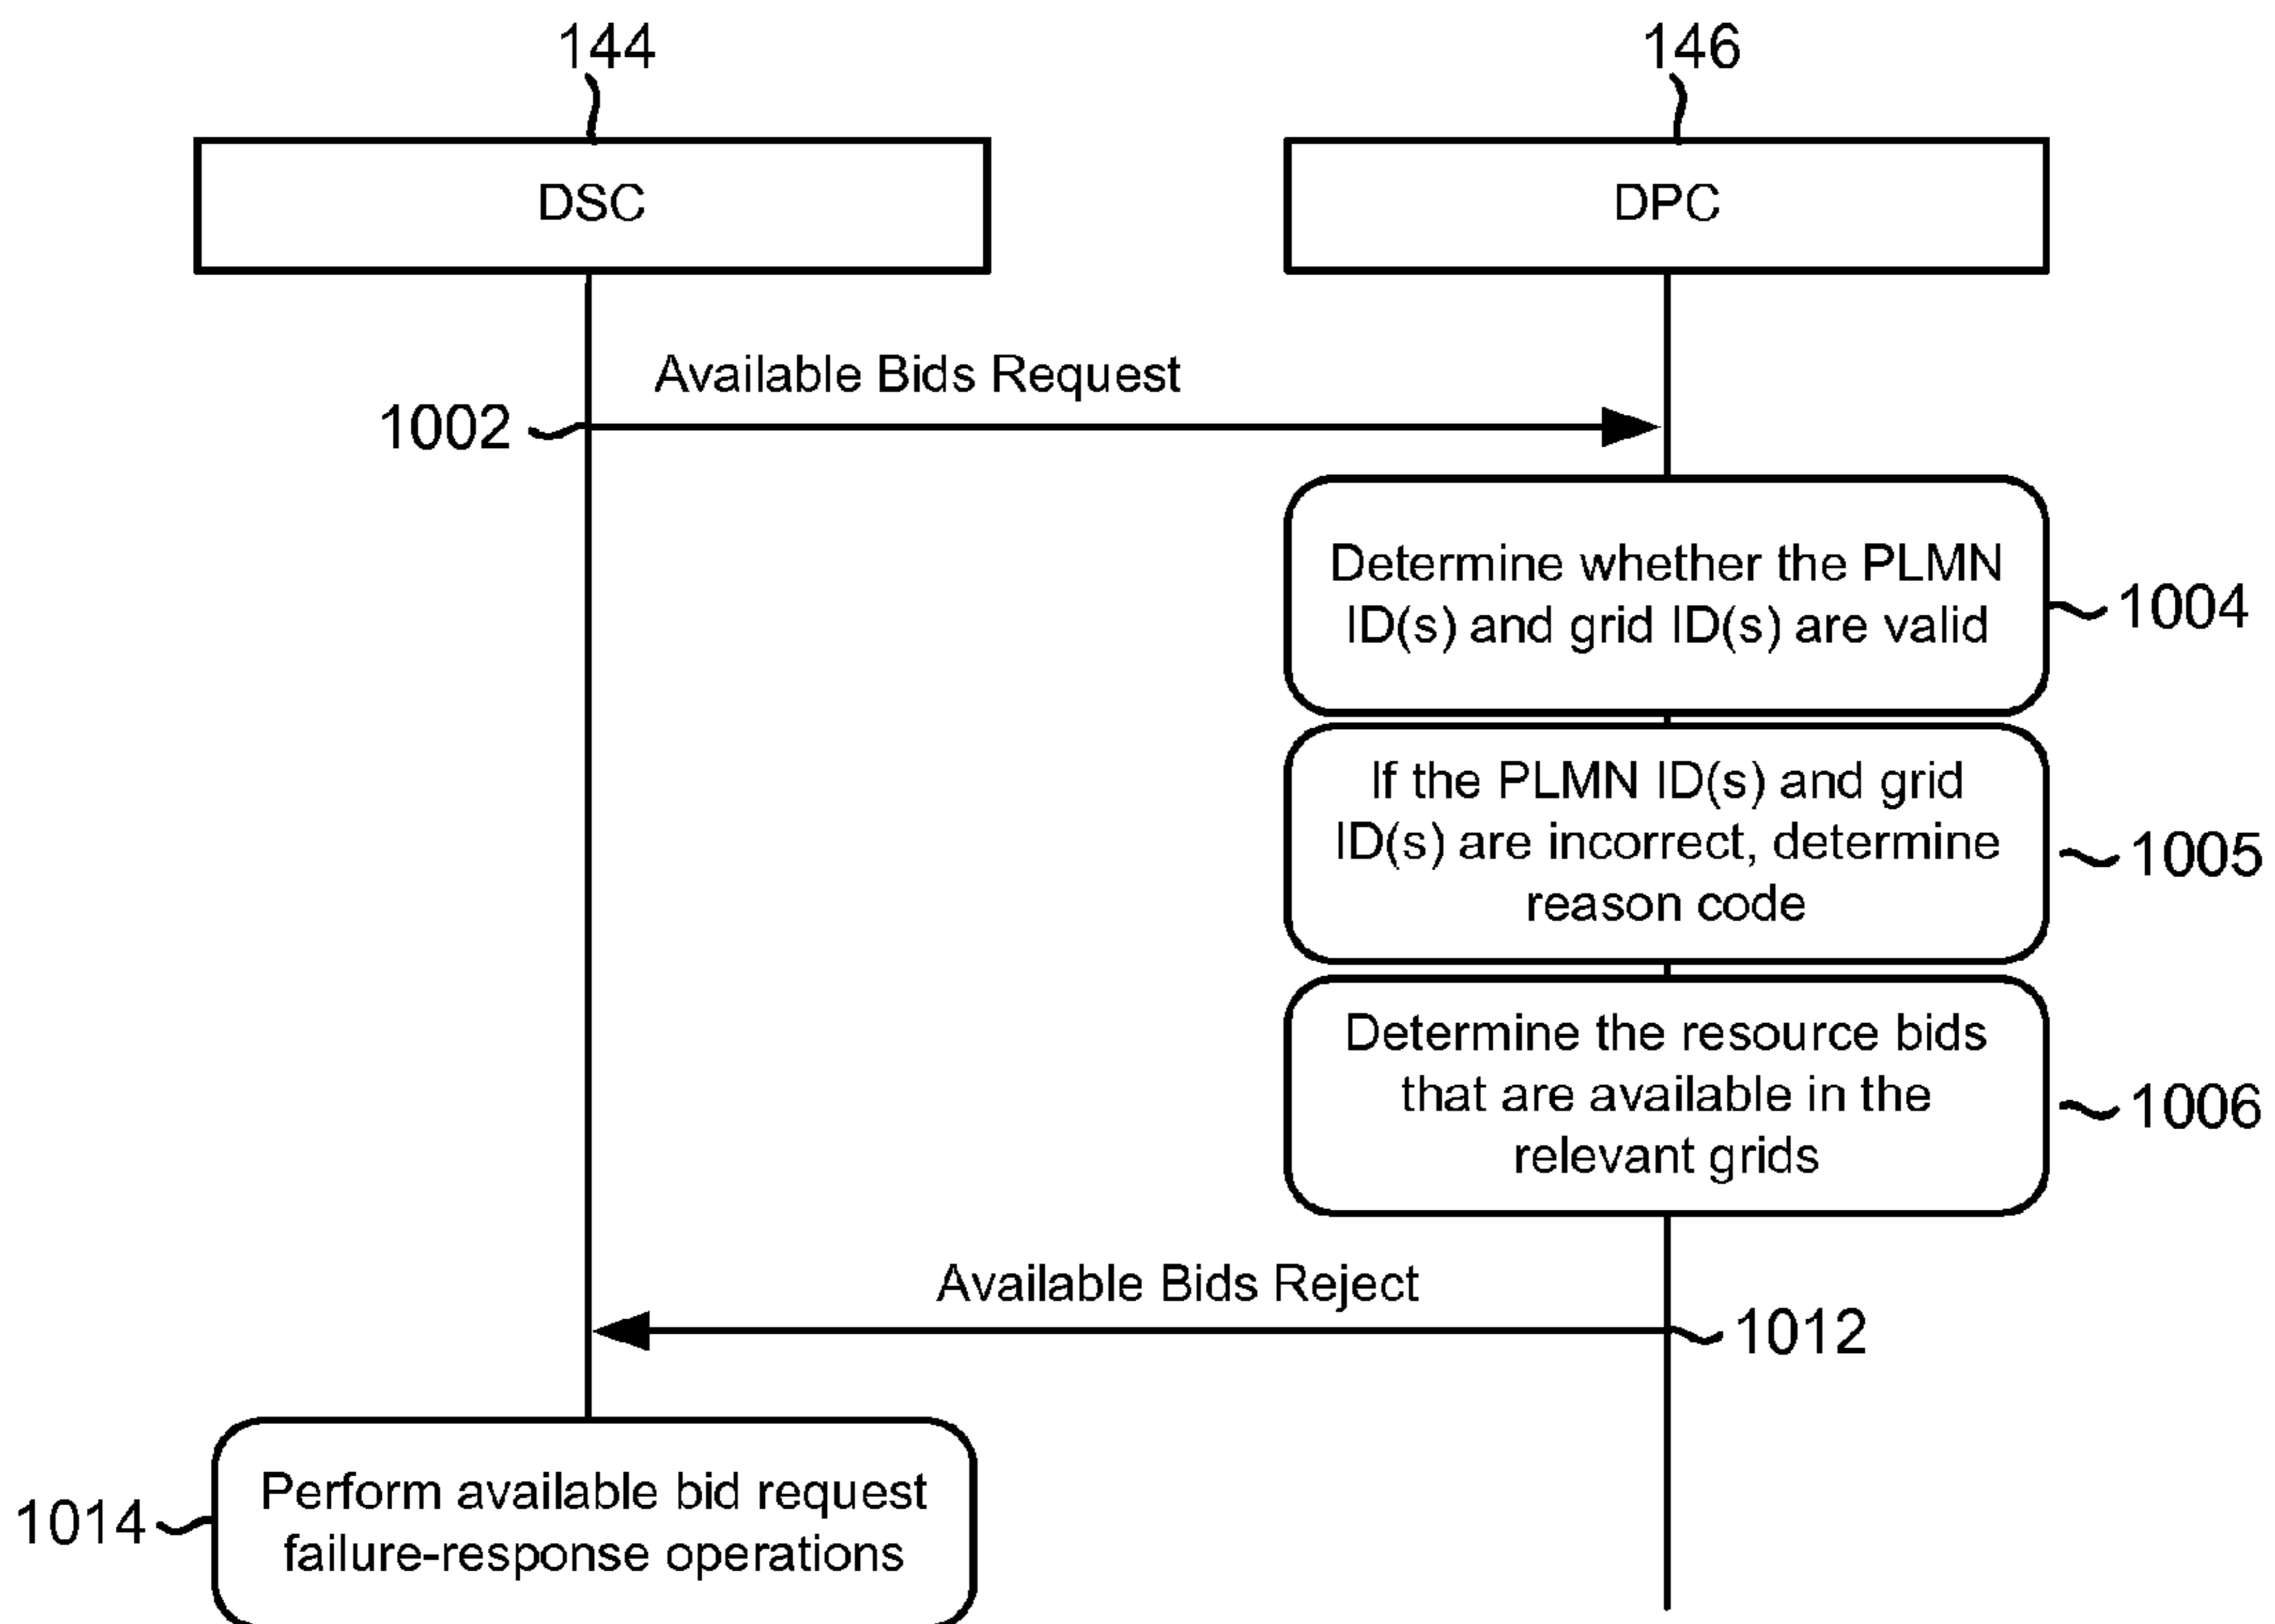 144
146
DSC
DPC
Available Bids Request
1002
Determine whether the PLMN
ID(s) and grid ID(s) are valid
1004
If the PLMN ID(s) and grid
ID(s) are incorrect, determine
reason code
1005
Determine the resource bids
that are available in the
relevant grids
1006
Available Bids Reject
1012
Perform available bid request
failure-response operations
1014